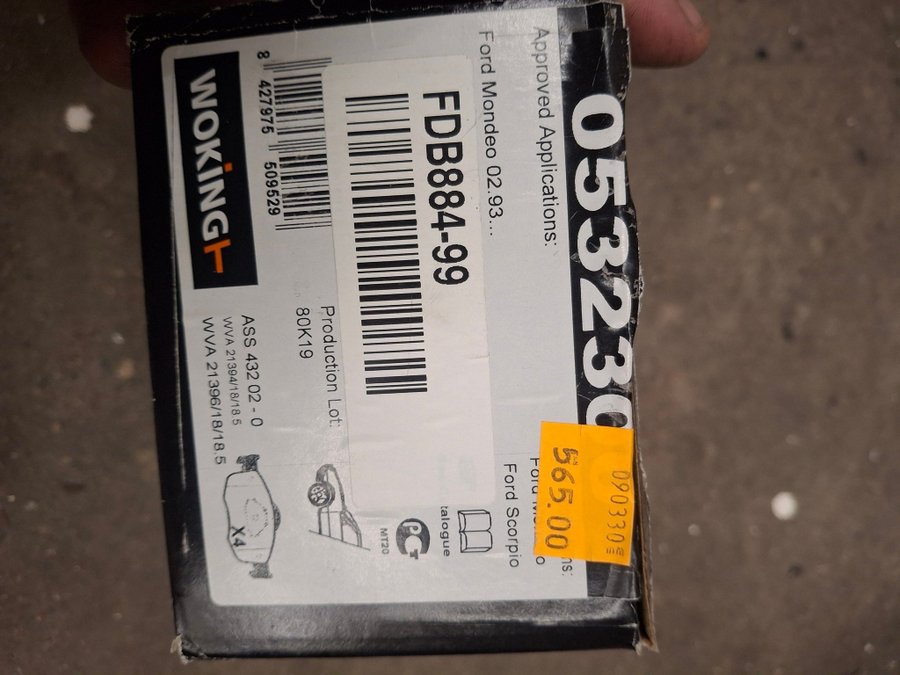 05323
090330
565.00
Approved Applications:
Ford Mondeo 02.93...
Ford Scorpio
FDB884-99
talogue
MT20
8 427975 509529
Production Lot:
80K19
WOKING
ASS 432 02 - 0
WVA 21394/18/18.5
WVA 21396/18/18.5
X4